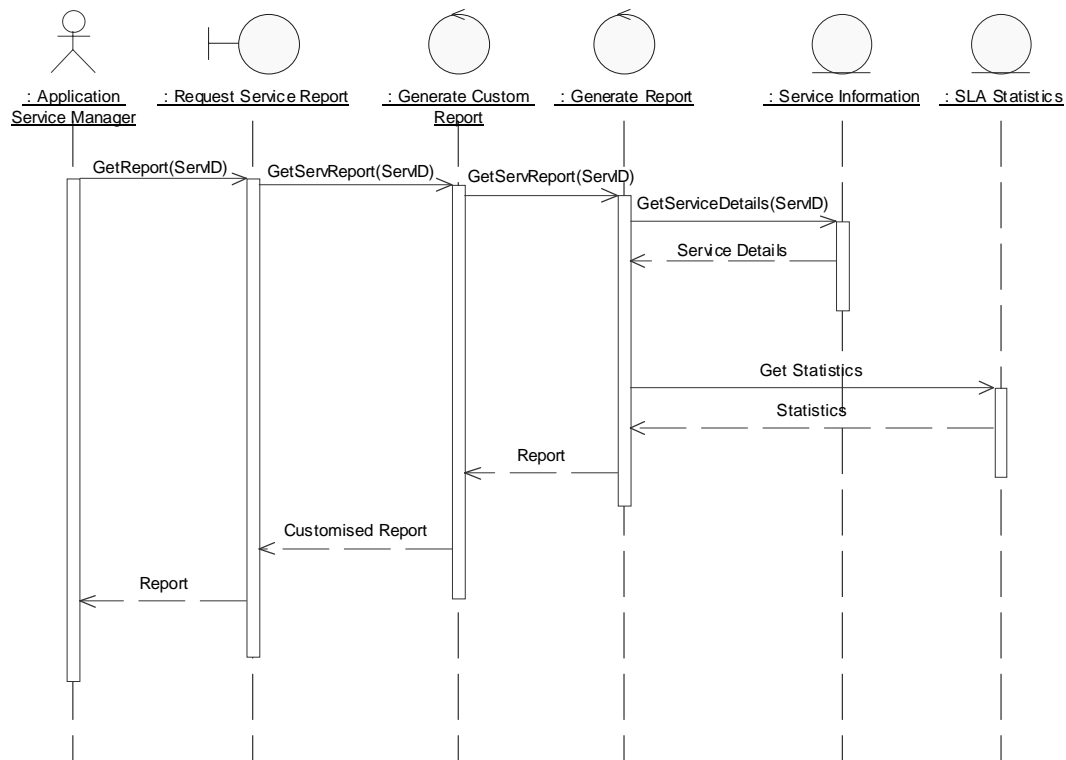 : Application
Service Manager
: Request Service Report
: Generate Custom
Report
: Generate Report
: Service Information
: SLA Statistics
GetReport(ServID)
GetServReport(ServID)
GetServReport(ServID)
GetServiceDetails(ServID)
Service Details
Get Statistics
Statistics
Report
Customised Report
Report